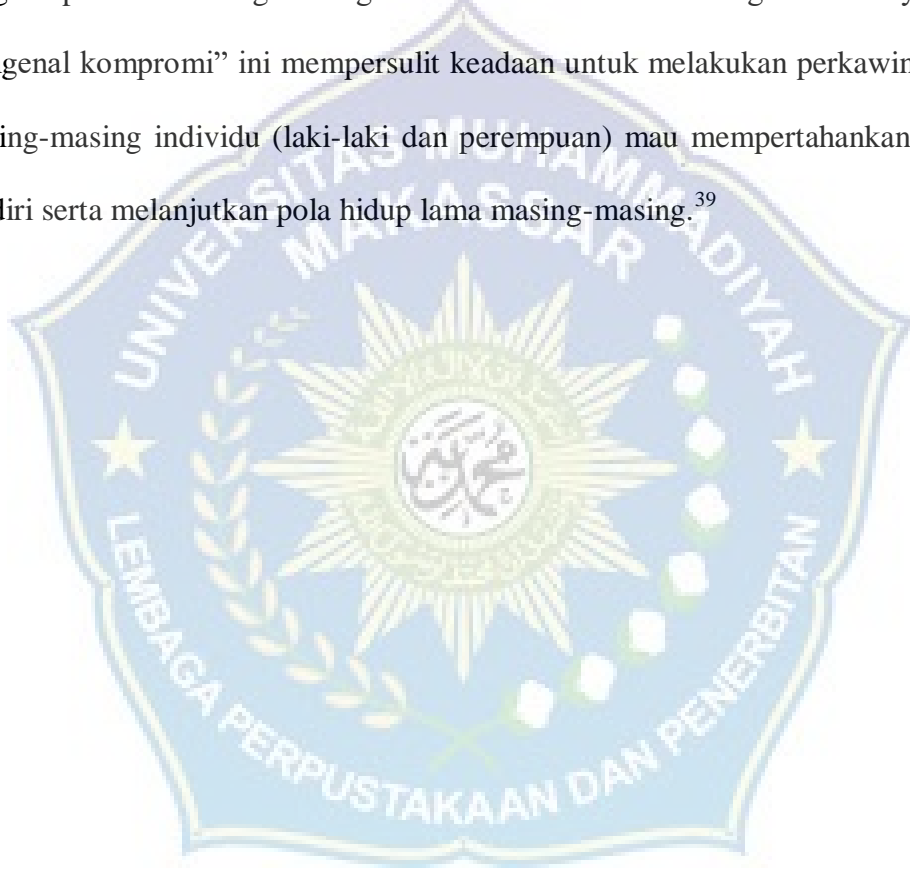 genal kompromi” ini mempersulit keadaan untuk melakukan perkawin
ing-masing individu (laki-laki dan perempuan) mau mempertahankan
diri serta melanjutkan pola hidup lama masing-masing.³⁹
UNIVERSITAS MUHAMMADIYAH
MAKASSAR
محمدية
LEMBAGA PERPUSTAKAAN DAN PENERBITAN